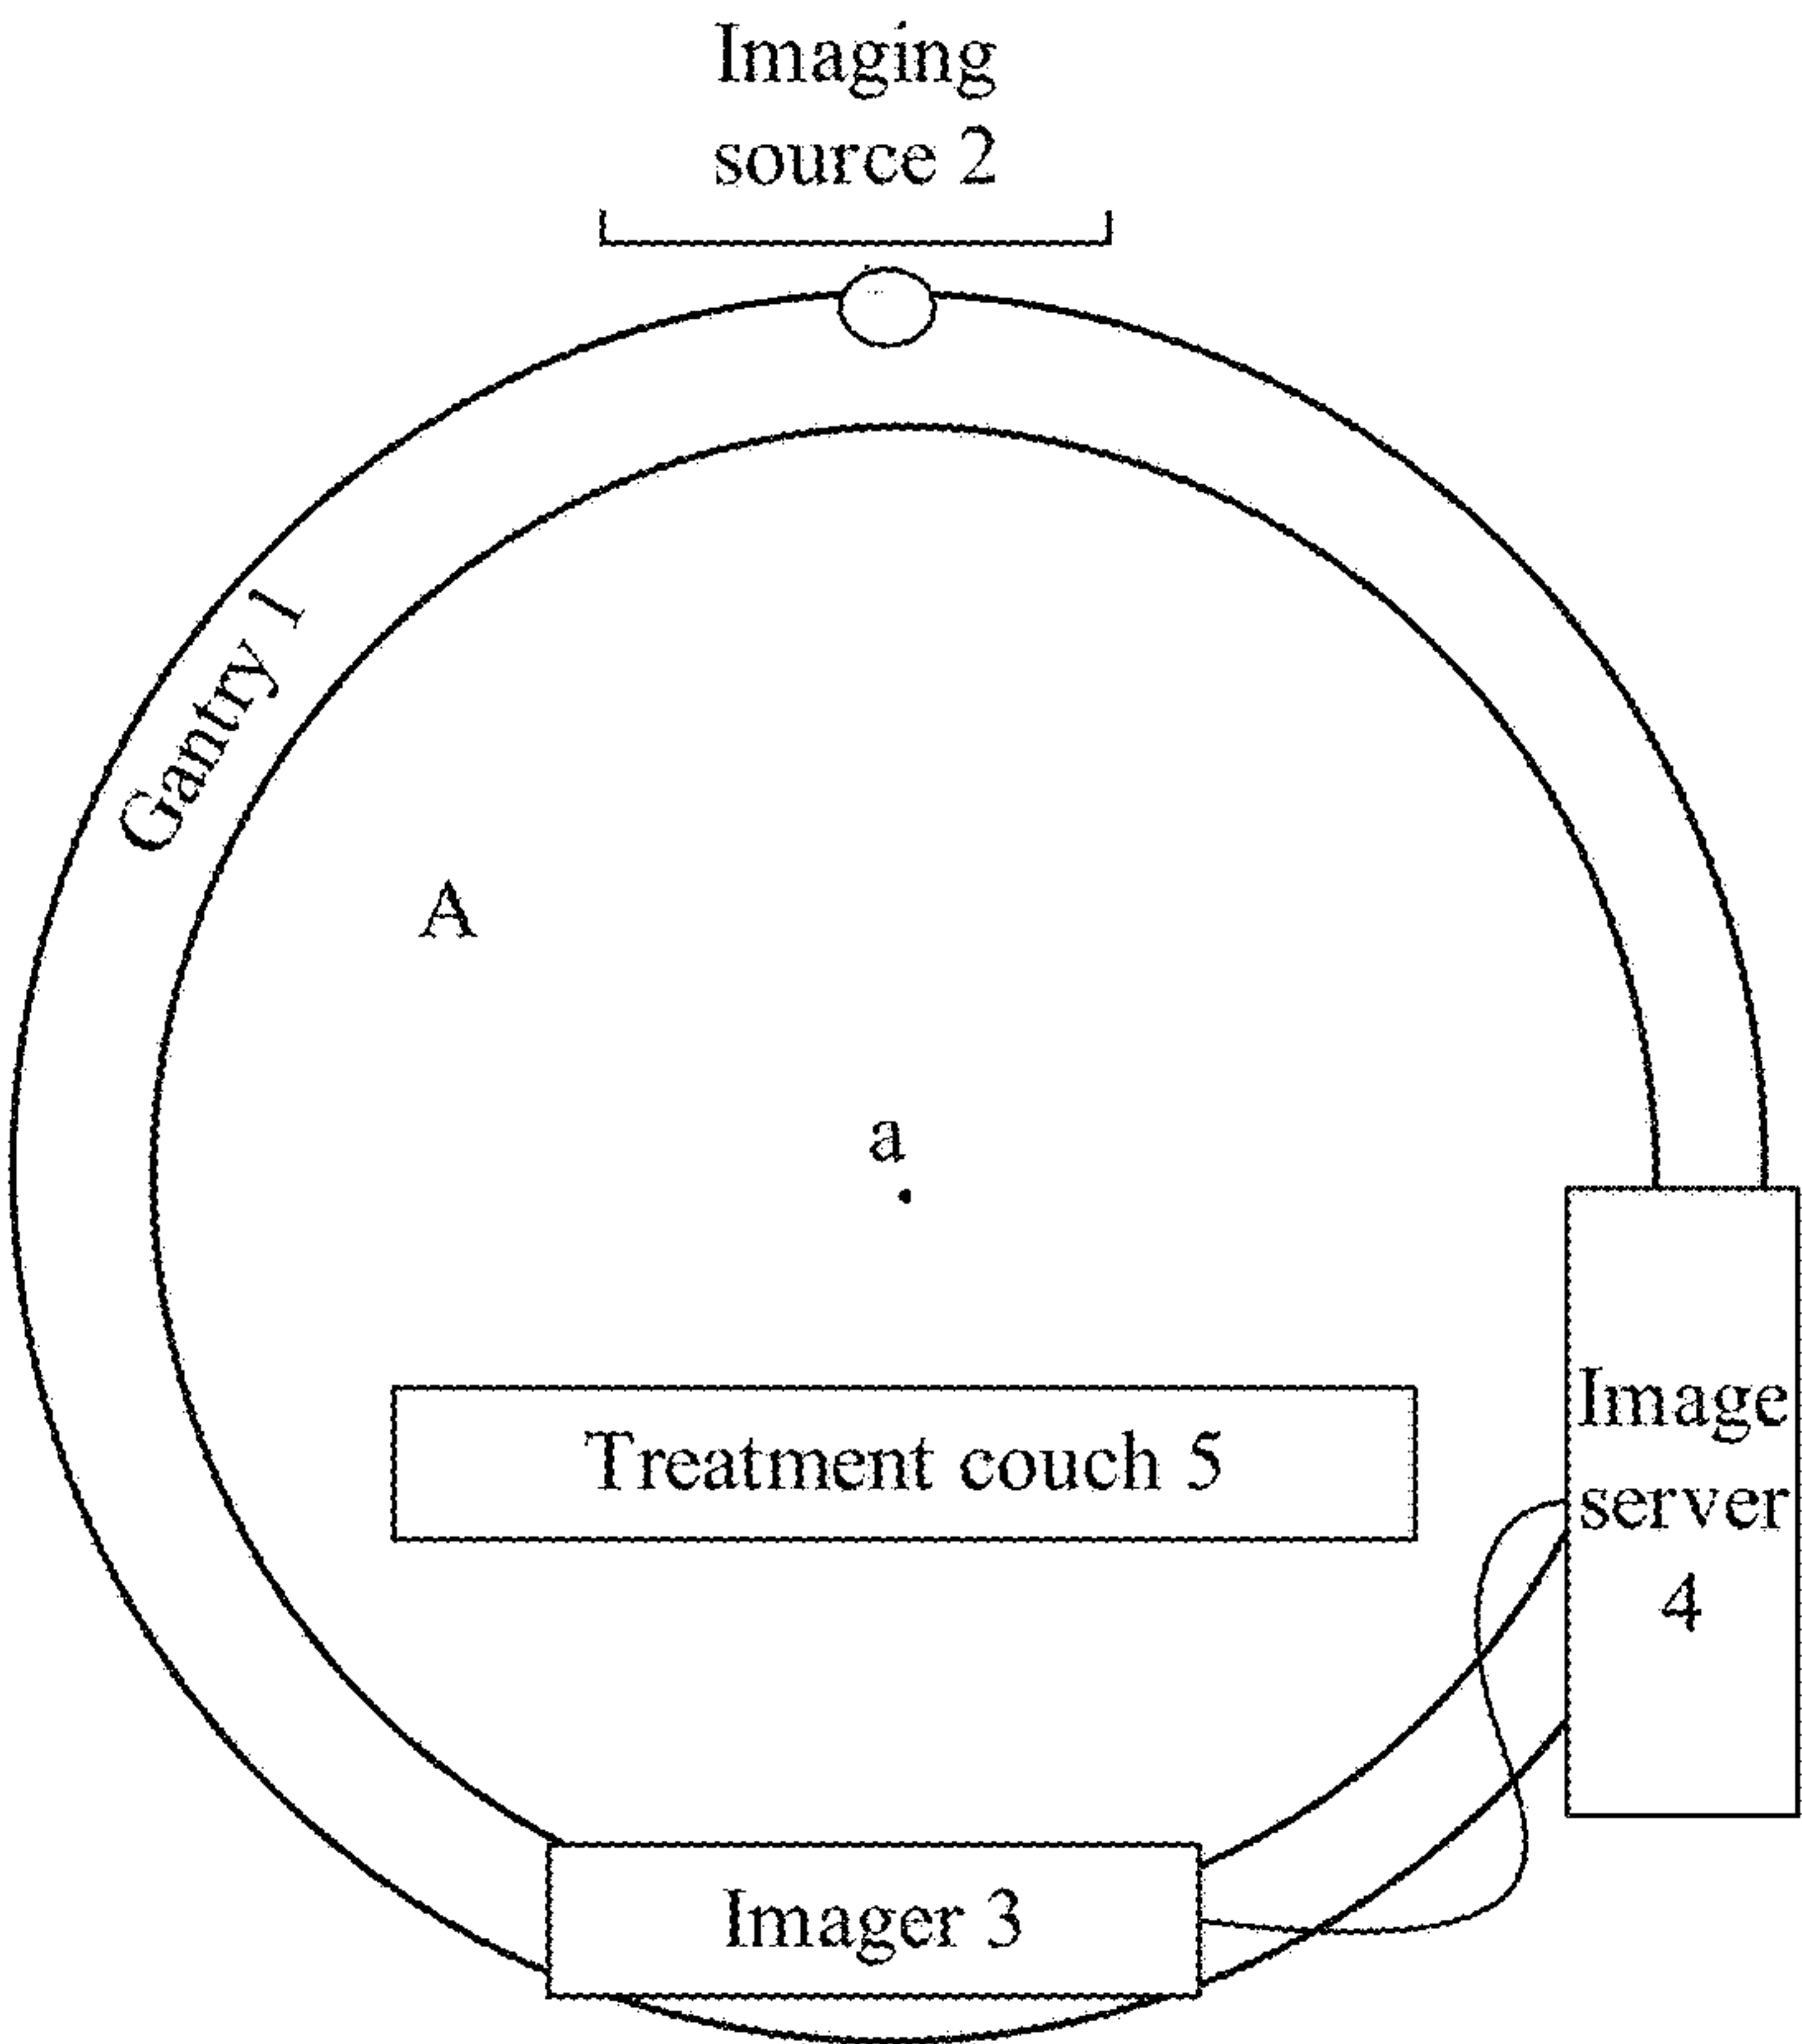 Imaging
source 2
Gantry 1
A
a
Treatment couch 5
Image
server
4
Imager 3